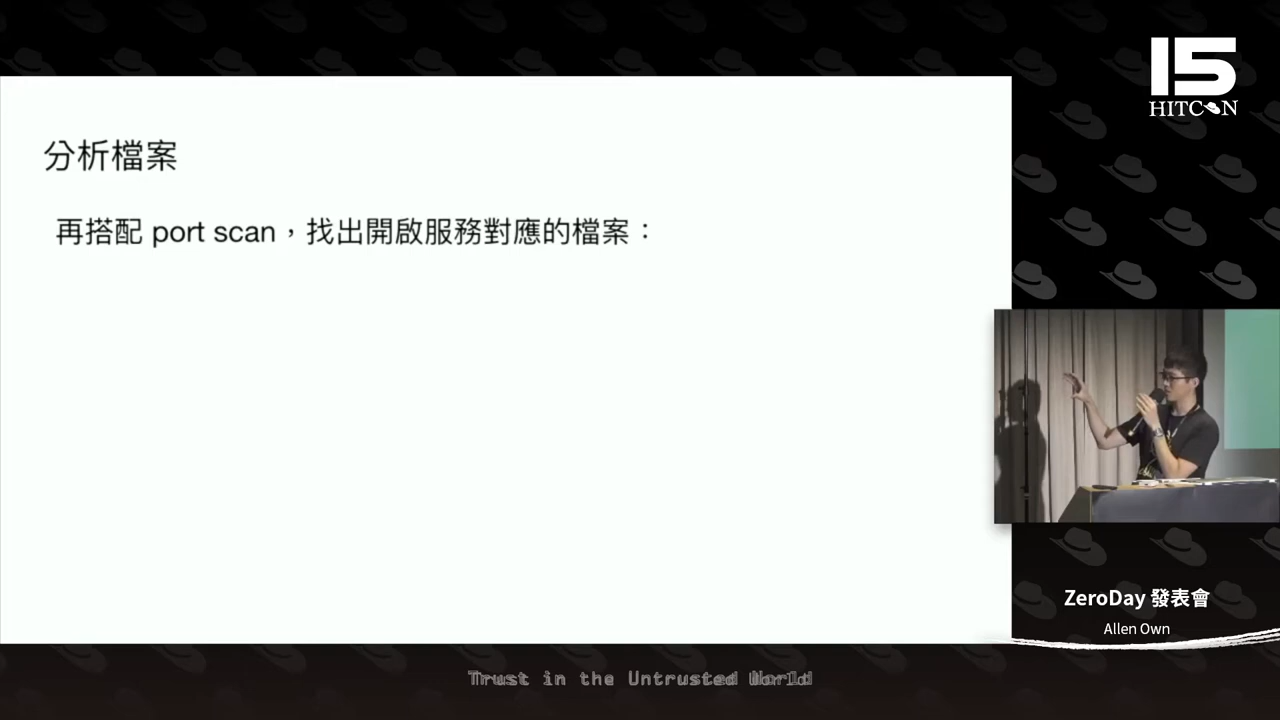 15
HITCON
分析檔案
再搭配 port scan，找出開啟服務對應的檔案：
ZeroDay 發表會
Allen Own
Trust in the Untrusted World